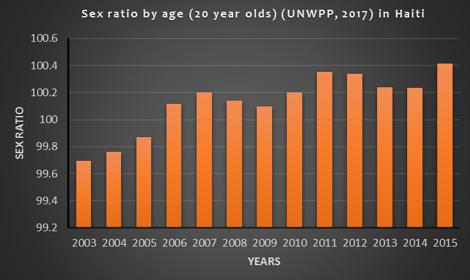 Sex ratio by age (20 year olds) (UNWPP, 2017) in Haiti
100.6
100.4
100.2
100
99.8
99.6
99.4
99.2
SEX RATIO
2003 2004 2005 2006 2007 2008 2009 2010 2011 2012 2013 2014 2015
YEARS